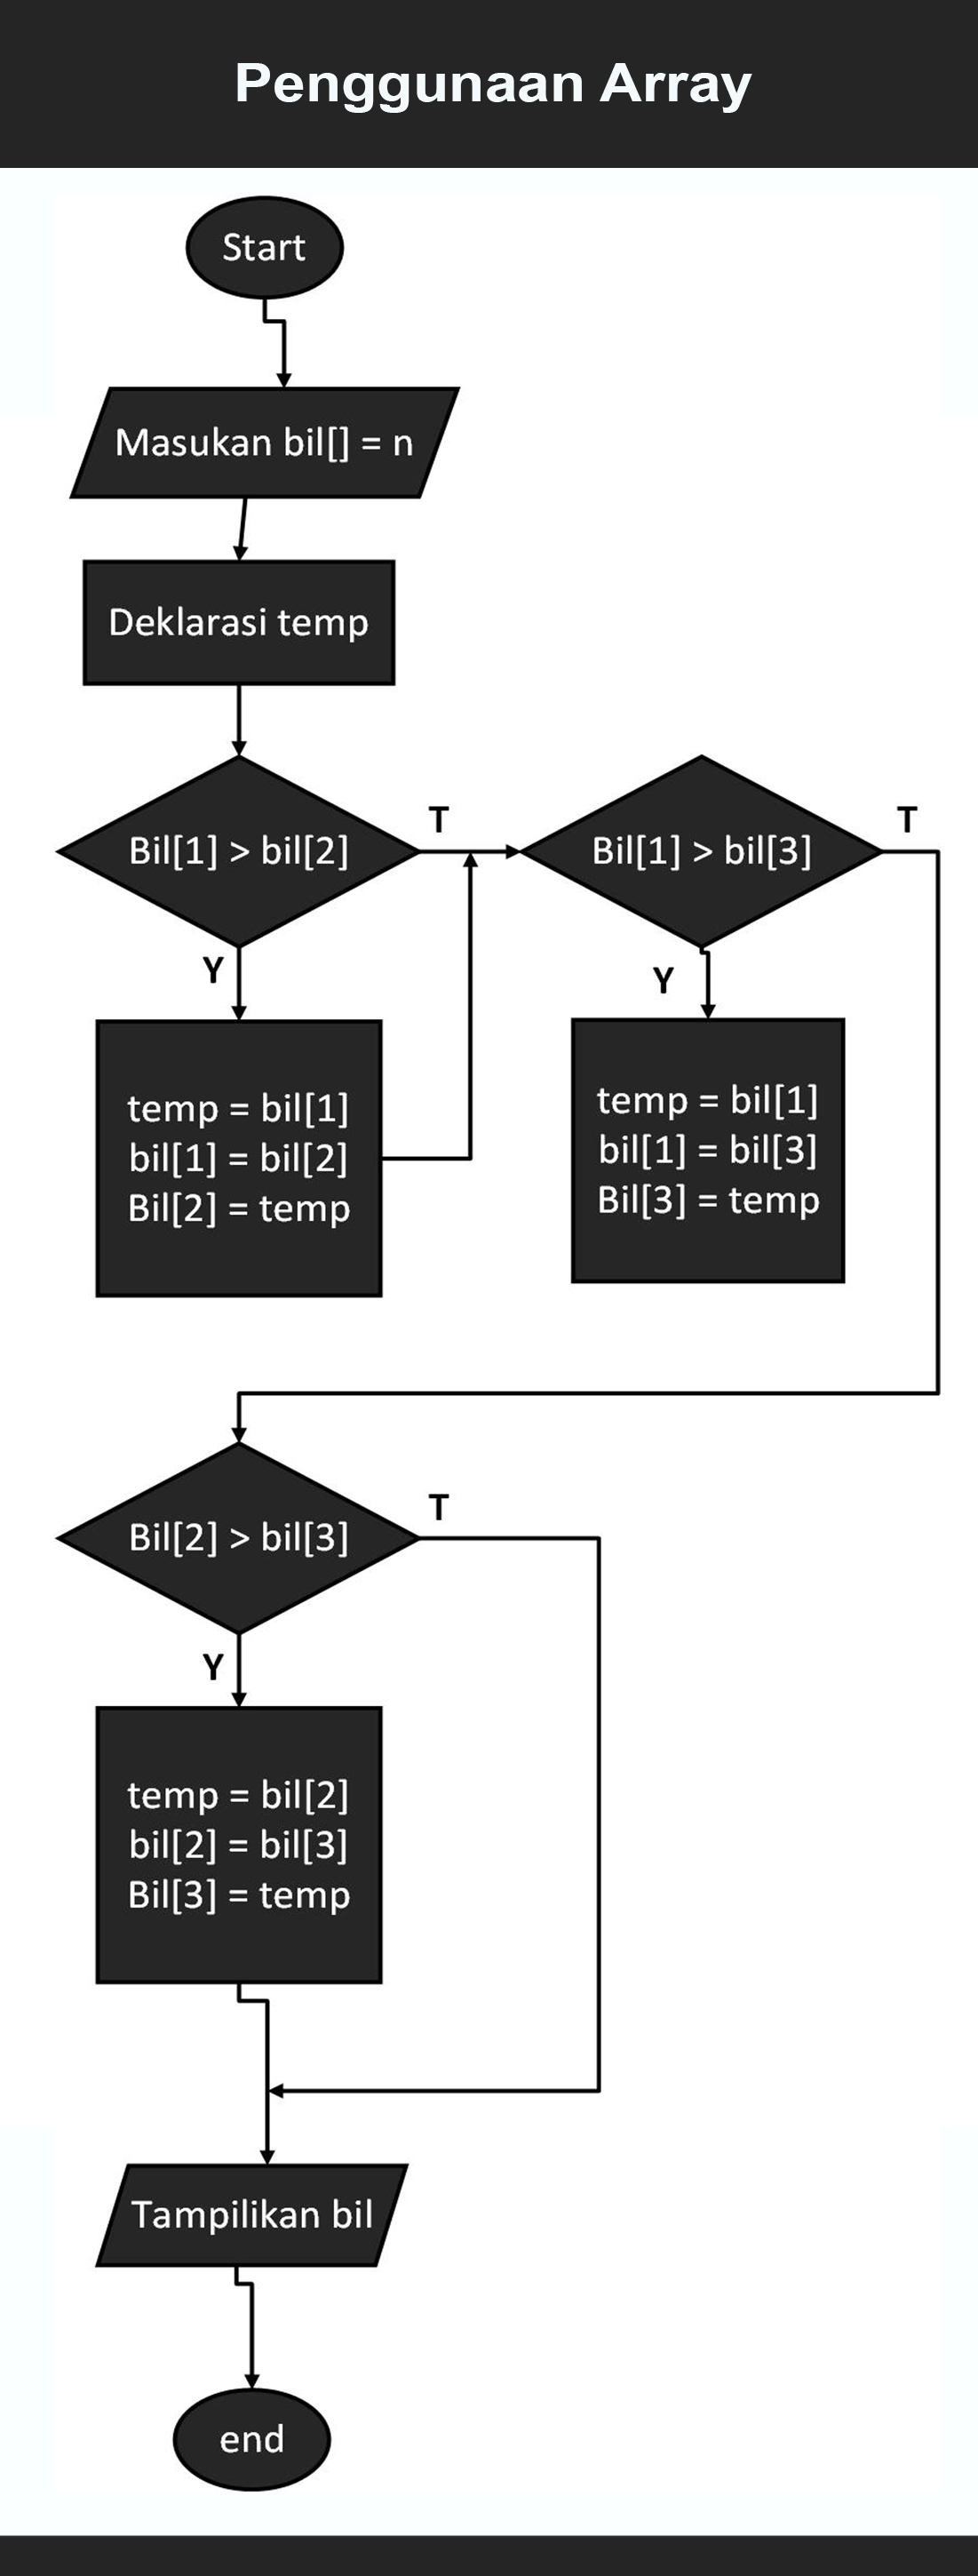 Penggunaan Array
Start
Masukan bil[] = n
Deklarasi temp
Bil[1] > bil[2]
T
Bil[1] > bil[3]
T
Y
Y
temp = bil[1]
bil[1] = bil[2]
Bil[2] = temp
temp = bil[1]
bil[1] = bil[3]
Bil[3] = temp
Bil[2] > bil[3]
T
Y
temp = bil[2]
bil[2] = bil[3]
Bil[3] = temp
Tampilikan bil
end